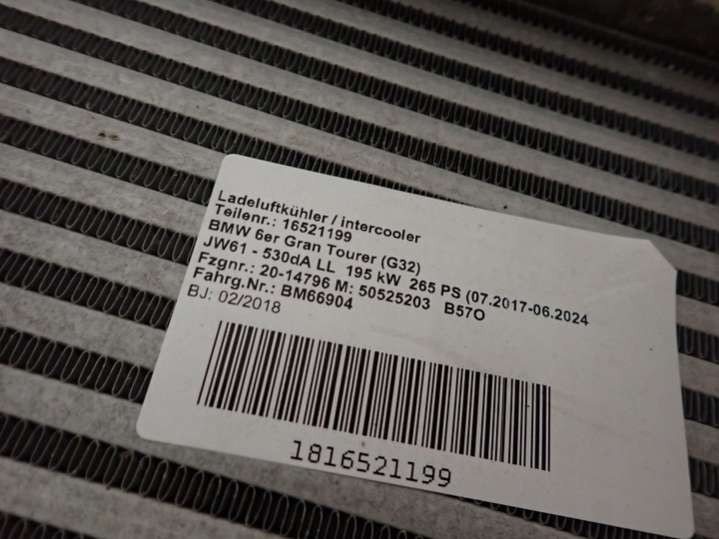 Ladeluftkühler / intercooler
Teilenr.: 16521199
BMW 6er Gran Tourer (G32)
JW61 - 530dA LL 195 kW 265 PS (07.2017-06.2024
Fzgnr.: 20-14796 M: 50525203 B57O
Fahrg.Nr.: BM66904
BJ: 02/2018
1816521199